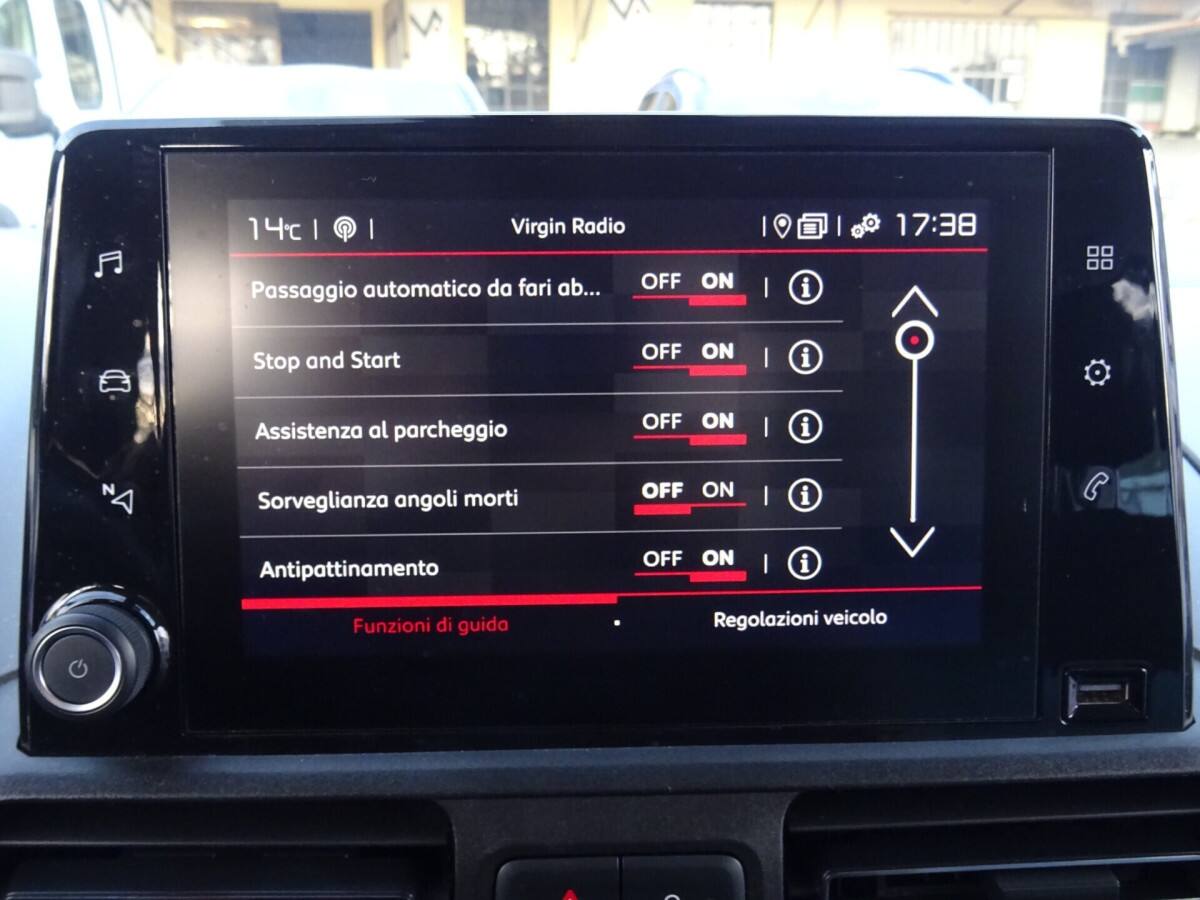 14°C | | Virgin Radio | | 17:38
Passaggio automatico da fari ab... OFF ON | i
Stop and Start OFF ON | i
Assistenza al parcheggio OFF ON | i
Sorveglianza angoli morti OFF ON | i
Antipattinamento OFF ON | i
Funzioni di guida Regolazioni veicolo
N